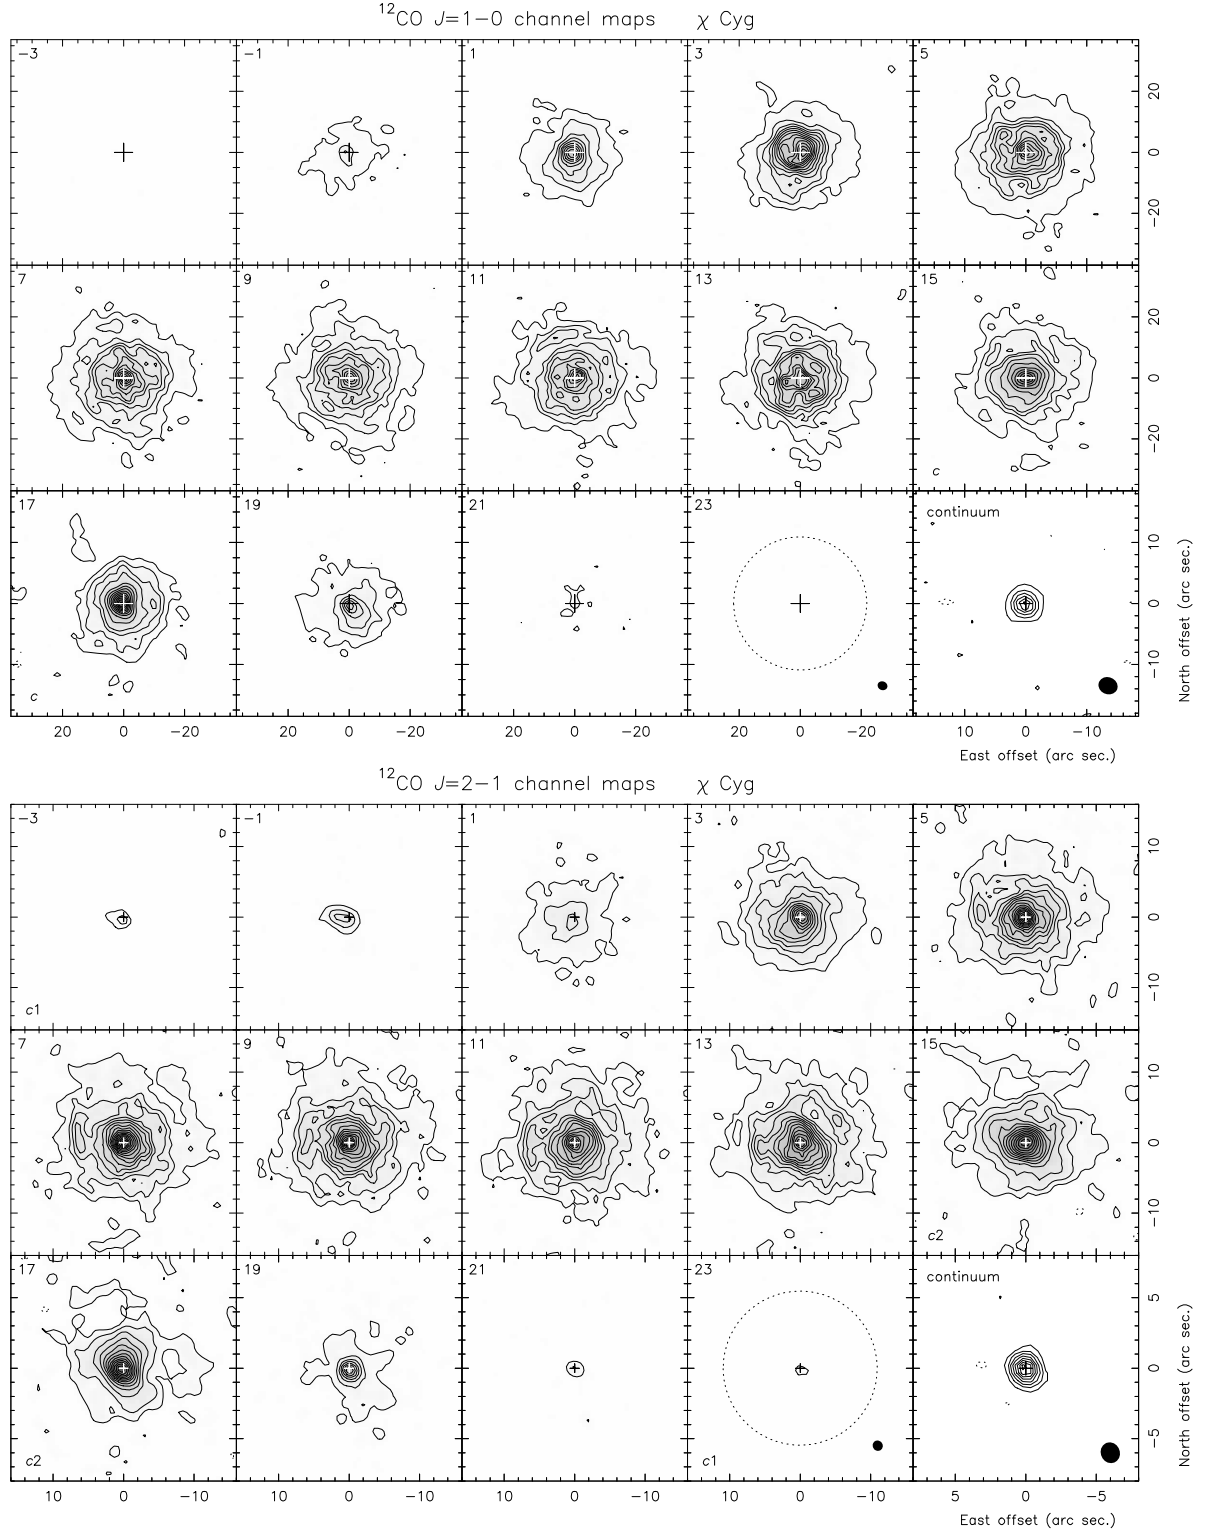 ¹²CO J=1−0 channel maps χ Cyg
−3 −1 1 3 5
20
0
−20
7 9 11 13 15
20
0
−20
c
17 19 21 23 continuum
10
0
−10
c
North offset (arc sec.)
20 0 −20 20 0 −20 20 0 −20 20 0 −20 10 0 −10
East offset (arc sec.)
¹²CO J=2−1 channel maps χ Cyg
−3 −1 1 3 5
10
0
−10
c1
7 9 11 13 15
10
0
−10
c2
17 19 21 23 continuum
5
0
−5
c2 c1
North offset (arc sec.)
10 0 −10 10 0 −10 10 0 −10 10 0 −10 5 0 −5
East offset (arc sec.)